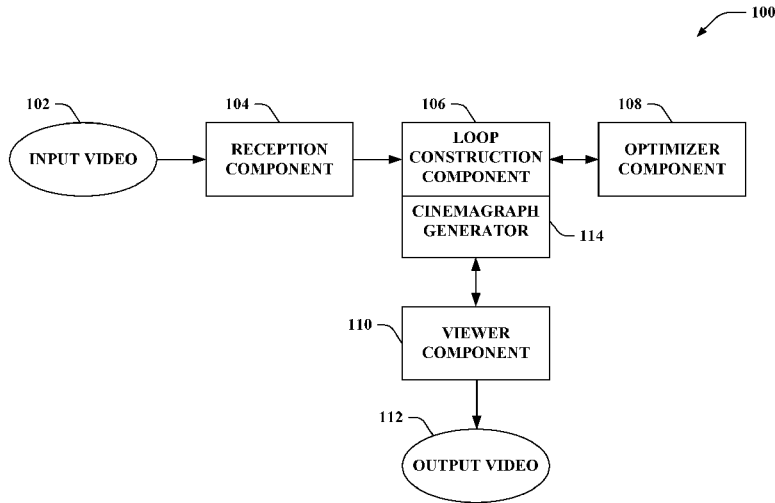 100
102
104
106
108
INPUT VIDEO
RECEPTION
COMPONENT
LOOP
CONSTRUCTION
COMPONENT
OPTIMIZER
COMPONENT
CINEMAGRAPH
GENERATOR
114
110
VIEWER
COMPONENT
112
OUTPUT VIDEO